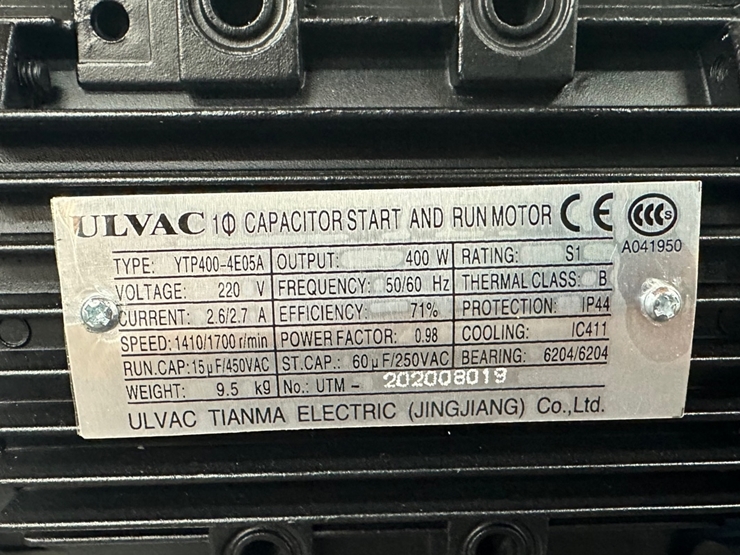 ULVAC 1Φ CAPACITOR START AND RUN MOTOR CE CCC S
A041950
TYPE: YTP400-4E05A OUTPUT: 400 W RATING: S1
VOLTAGE: 220 V FREQUENCY: 50/60 Hz THERMAL CLASS: B
CURRENT: 2.6/2.7 A EFFICIENCY: 71% PROTECTION: IP44
SPEED: 1410/1700 r/min POWER FACTOR: 0.98 COOLING: IC411
RUN.CAP: 15μF/450VAC ST.CAP.: 60μF/250VAC BEARING: 6204/6204
WEIGHT: 9.5 kg No.: UTM - 202008019
ULVAC TIANMA ELECTRIC (JINGJIANG) Co.,Ltd.